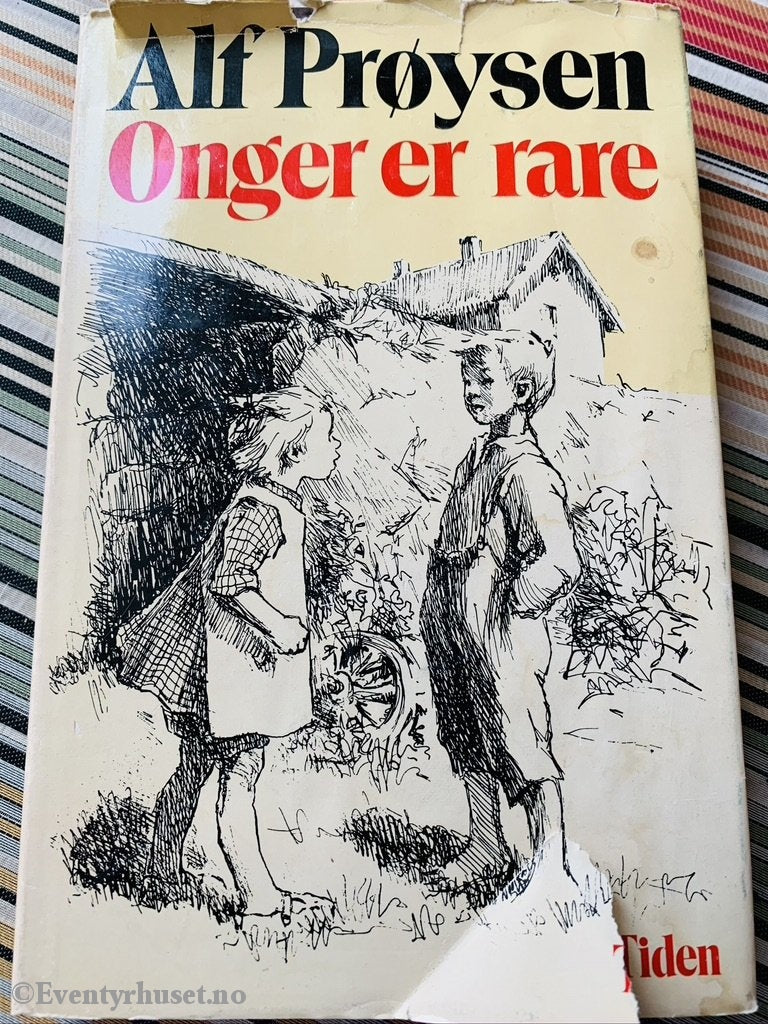 Alf Prøysen
Onger er rare
Tiden
©Eventyrhuset.no